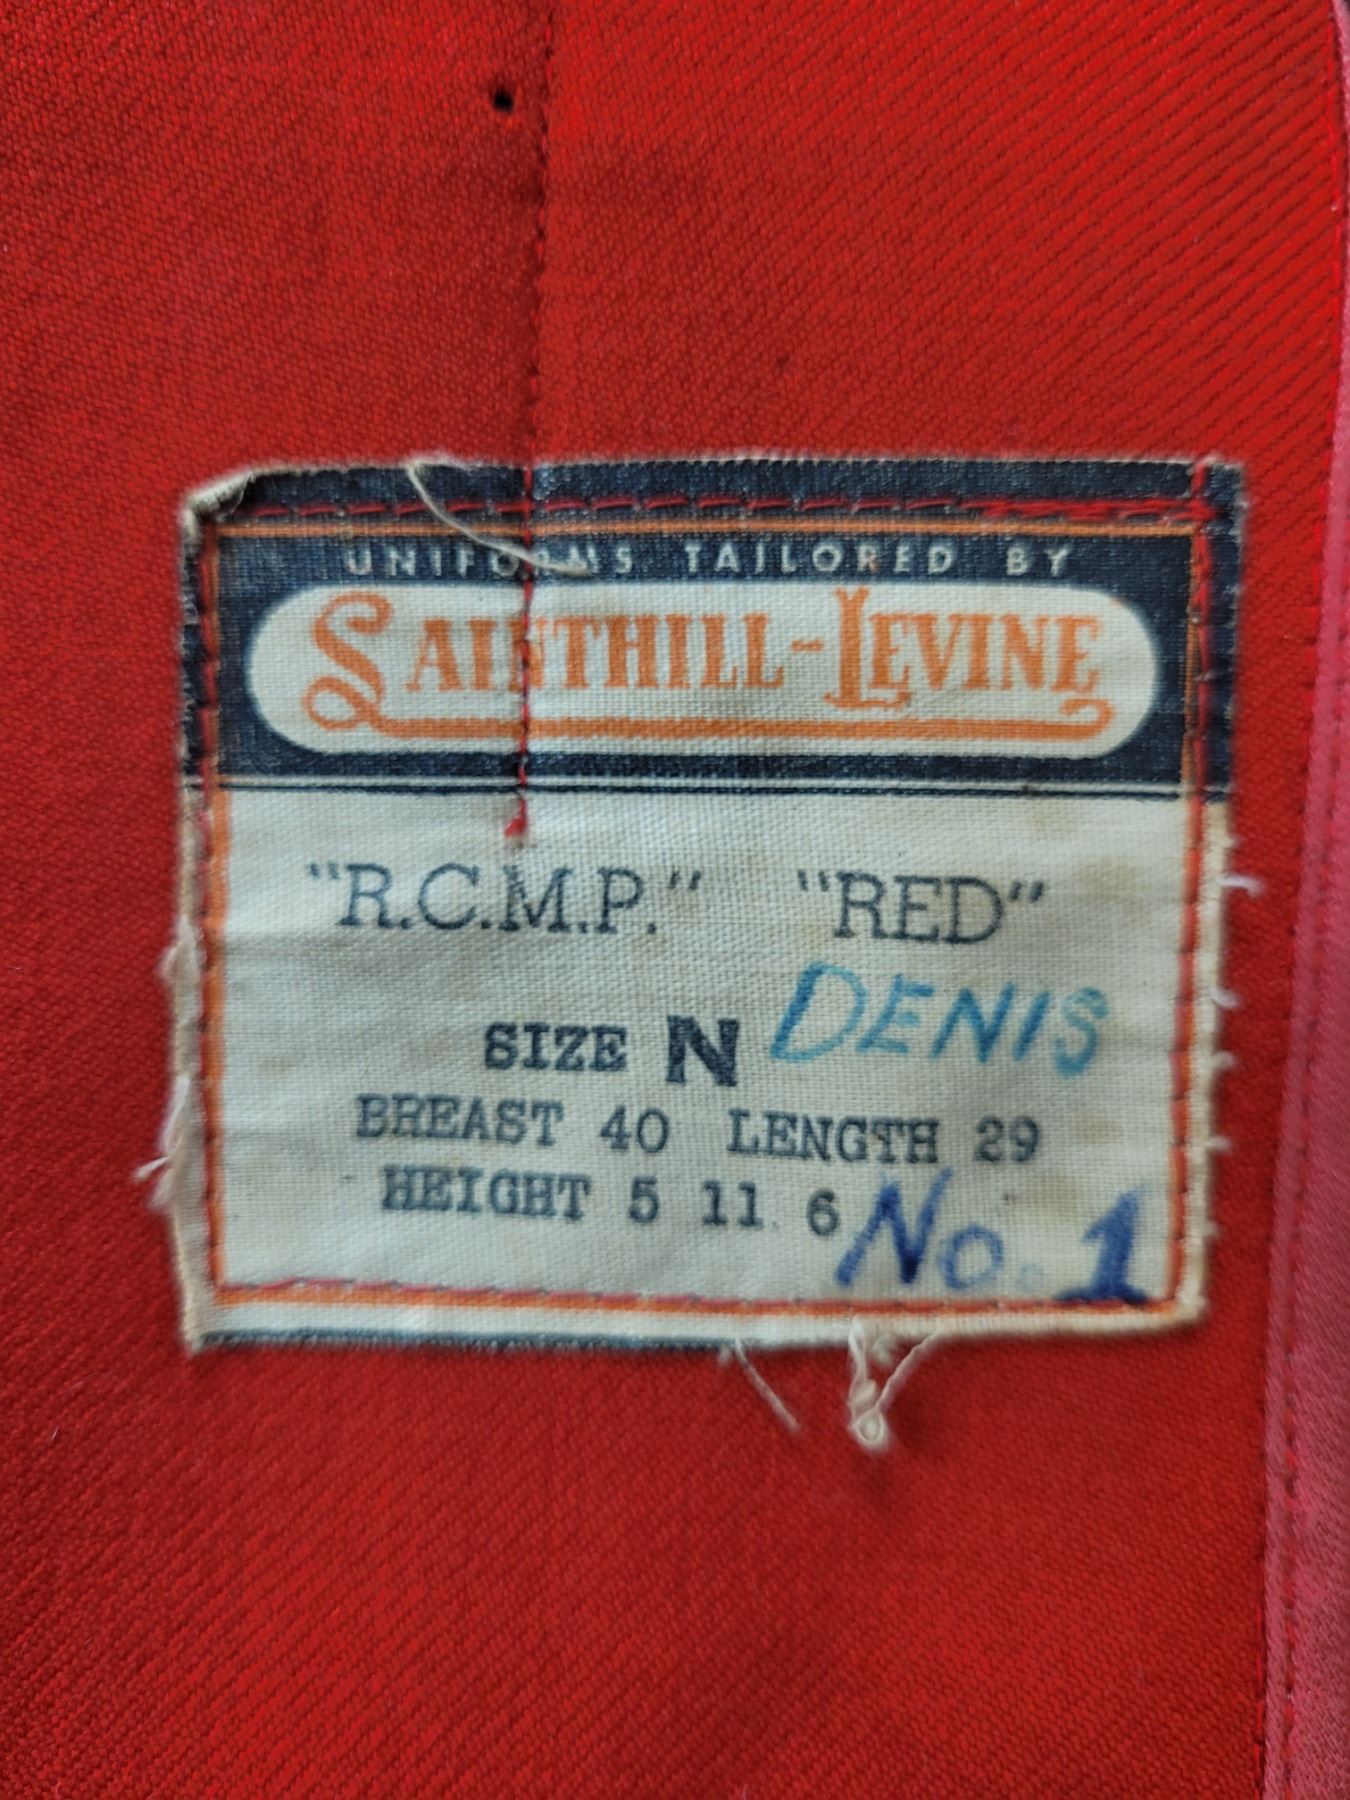 UNIFORMS TAILORED BY
SAINTHILL-LEVINE
"R.C.M.P." "RED"
DENIS
SIZE N
BREAST 40 LENGTH 29
HEIGHT 5 11 6
No. 1